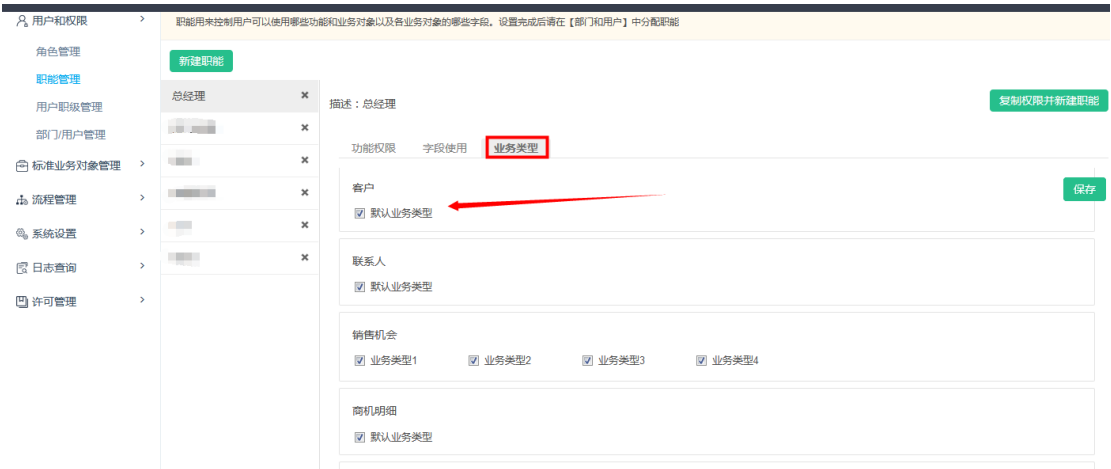 用户和权限
角色管理
职能管理
用户职级管理
部门/用户管理
标准业务对象管理
流程管理
系统设置
日志查询
许可管理
职能用来控制用户可以使用哪些功能和业务对象以及各业务对象的哪些字段。设置完成后请在【部门和用户】中分配职能
新建职能
总经理
描述：总经理
复制权限并新建职能
功能权限 字段使用 业务类型
保存
客户
默认业务类型
联系人
默认业务类型
销售机会
业务类型1 业务类型2 业务类型3 业务类型4
商机明细
默认业务类型